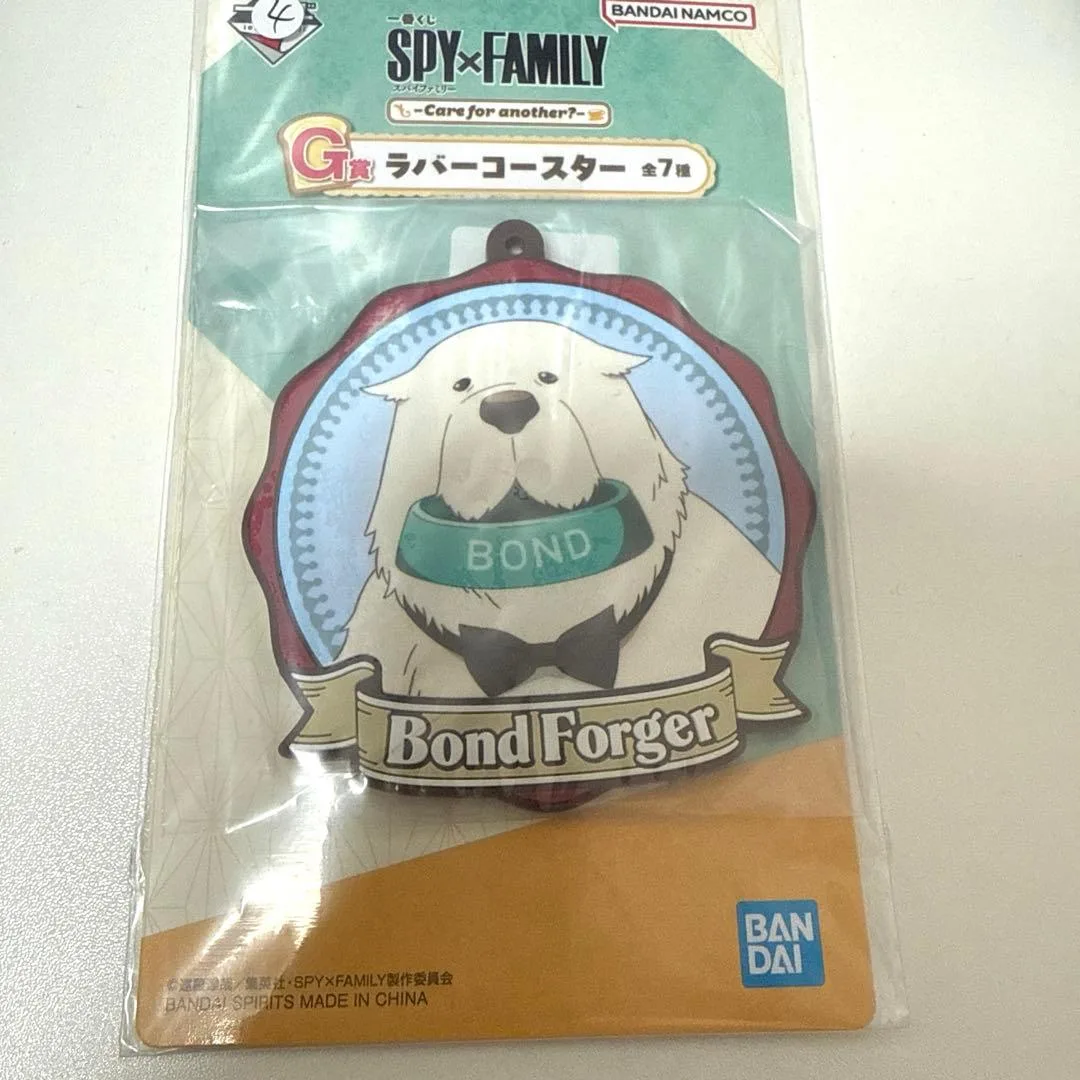 4
BANDAI NAMCO
一番くじ
SPY×FAMILY
スパイファミリー
-Care for another?-
G賞 ラバーコースター 全7種
BOND
Bond Forger
BAN
DAI
©遠藤達哉/集英社・SPY×FAMILY製作委員会
BANDAI SPIRITS MADE IN CHINA